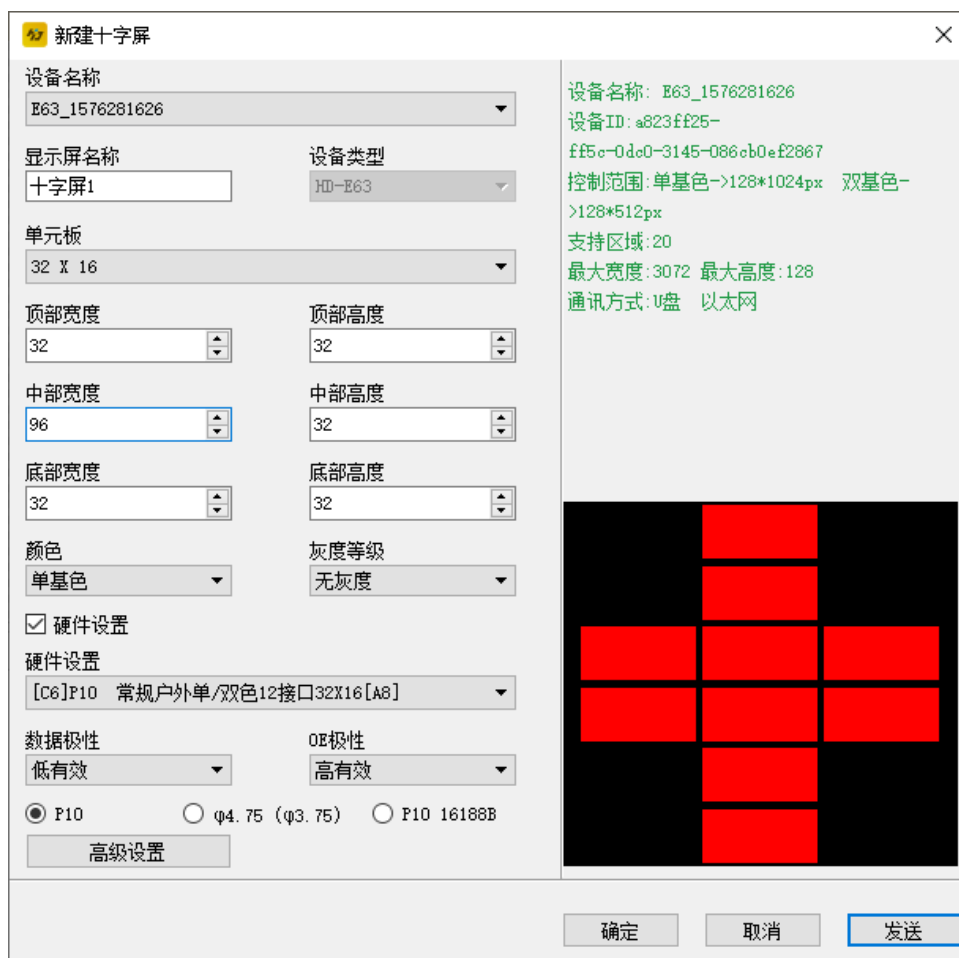 新建十字屏
设备名称
E63_1576281626
显示屏名称 设备类型
十字屏1 HD-E63
单元板
32 X 16
顶部宽度 顶部高度
32 32
中部宽度 中部高度
96 32
底部宽度 底部高度
32 32
颜色 灰度等级
单基色 无灰度
硬件设置
硬件设置
[C6]P10 常规户外单/双色12接口32X16[A8]
数据极性 OE极性
低有效 高有效
P10 φ4.75 (φ3.75) P10 16188B
高级设置
设备名称: E63_1576281626
设备ID:a823ff25-
ff5c-0dc0-3145-086cb0ef2867
控制范围:单基色->128*1024px 双基色-
>128*512px
支持区域:20
最大宽度:3072 最大高度:128
通讯方式:U盘 以太网
确定 取消 发送